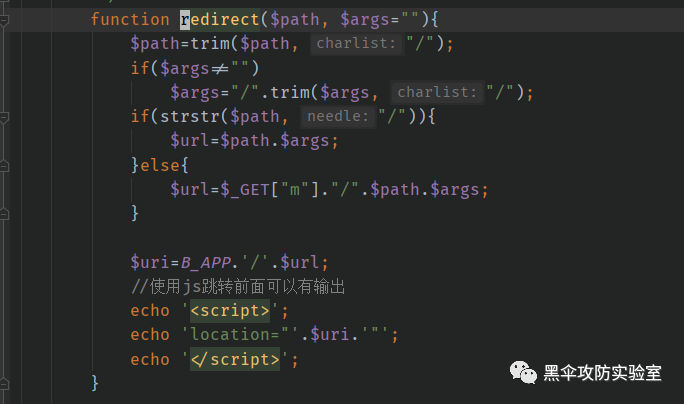 function redirect($path, $args=""){
$path=trim($path, charlist: "/");
if($args≠"")
$args="/".trim($args, charlist: "/");
if(strstr($path, needle: "/")){
$url=$path.$args;
}else{
$url=$_GET["m"]."/".$path.$args;
}
$uri=B_APP.'/'.$url;
//使用js跳转前面可以有输出
echo '<script>';
echo 'location="'.$uri.'"';
echo '</script>';
}
黑伞攻防实验室